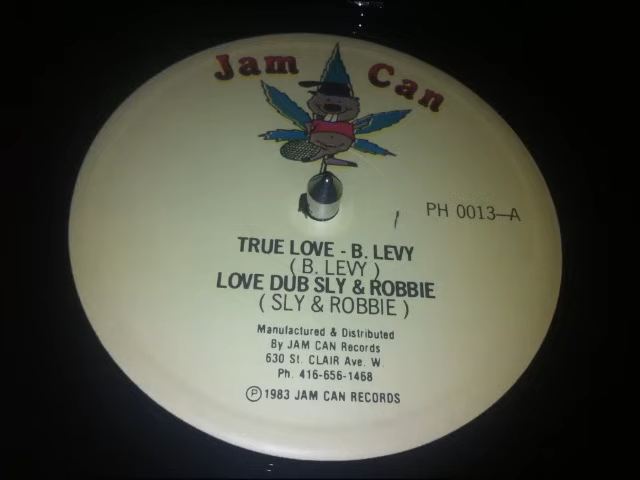 Jam Can
PH 0013-A
TRUE LOVE - B. LEVY
( B. LEVY )
LOVE DUB SLY & ROBBIE
( SLY & ROBBIE )
Manufactured & Distributed
By JAM CAN Records
630 St. CLAIR Ave. W.
Ph. 416-656-1468
Ⓟ 1983 JAM CAN RECORDS